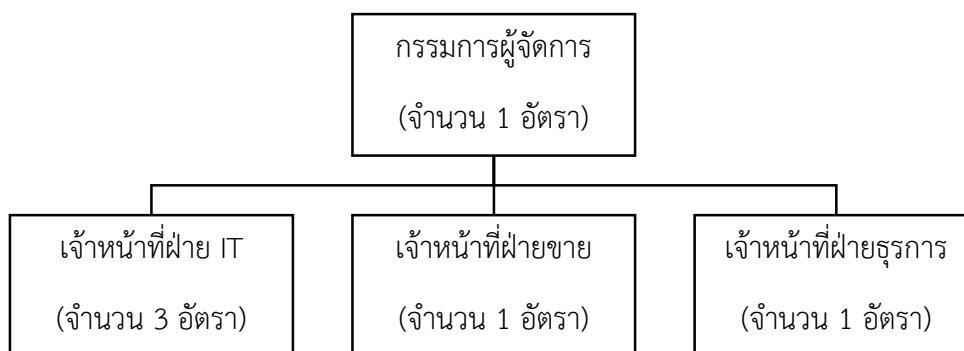 กรรมการผู้จัดการ
(จำนวน 1 อัตรา)
เจ้าหน้าที่ฝ่าย IT
(จำนวน 3 อัตรา)
เจ้าหน้าที่ฝ่ายขาย
(จำนวน 1 อัตรา)
เจ้าหน้าที่ฝ่ายธุรการ
(จำนวน 1 อัตรา)